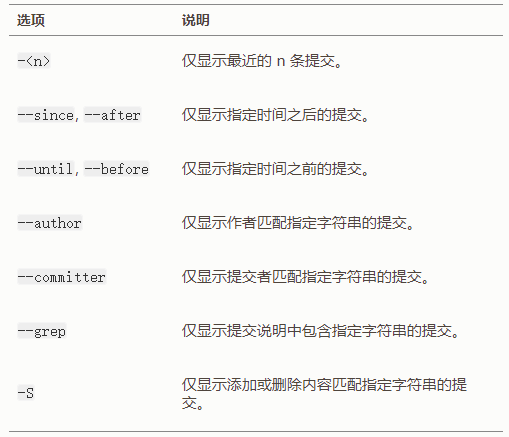 选项 说明
-<n> 仅显示最近的 n 条提交。
--since, --after 仅显示指定时间之后的提交。
--until, --before 仅显示指定时间之前的提交。
--author 仅显示作者匹配指定字符串的提交。
--committer 仅显示提交者匹配指定字符串的提交。
--grep 仅显示提交说明中包含指定字符串的提交。
-S 仅显示添加或删除内容匹配指定字符串的提
交。